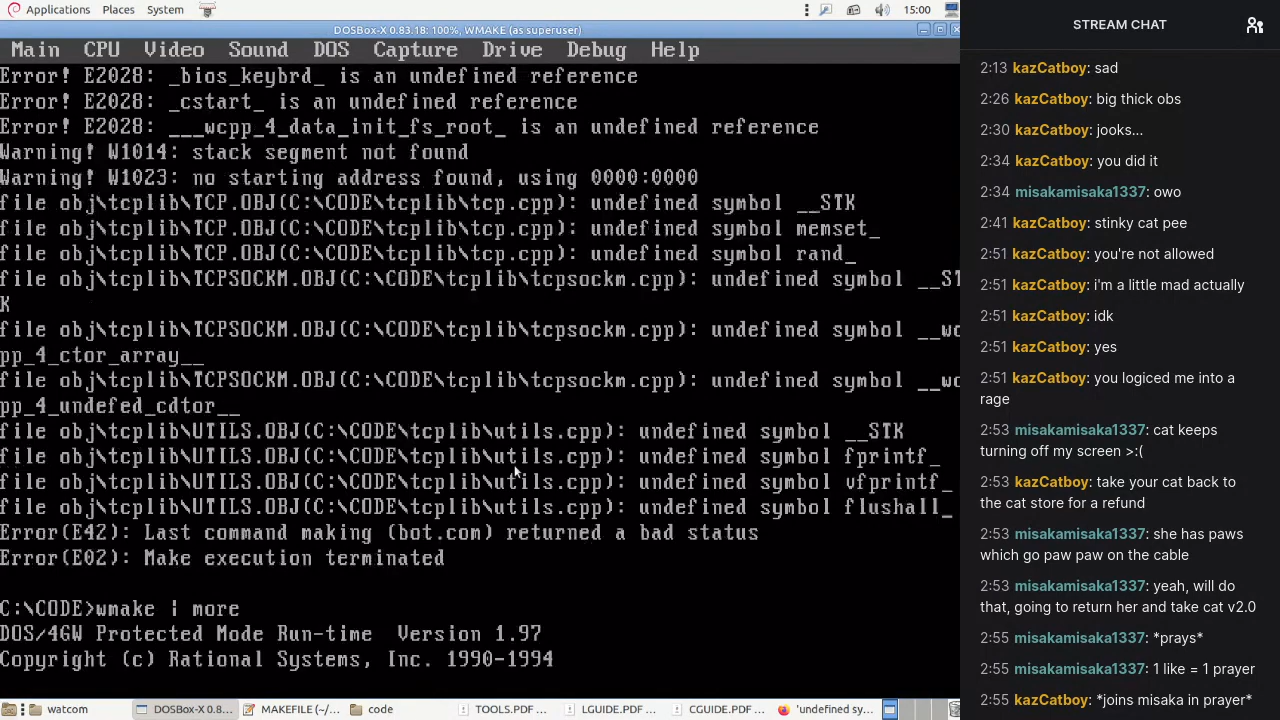 Applications Places System 15:00
DOSBox-X 0.83.18: 100%, WMAKE (as superuser)
Main CPU Video Sound DOS Capture Drive Debug Help
Error! E2028: _bios_keybrd_ is an undefined reference
Error! E2028: _cstart_ is an undefined reference
Error! E2028: ___wcpp_4_data_init_fs_root_ is an undefined reference
Warning! W1014: stack segment not found
Warning! W1023: no starting address found, using 0000:0000
file obj\tcplib\TCP.OBJ(C:\CODE\tcplib\tcp.cpp): undefined symbol __STK
file obj\tcplib\TCP.OBJ(C:\CODE\tcplib\tcp.cpp): undefined symbol memset_
file obj\tcplib\TCP.OBJ(C:\CODE\tcplib\tcp.cpp): undefined symbol rand_
file obj\tcplib\TCPSOCKM.OBJ(C:\CODE\tcplib\tcpsockm.cpp): undefined symbol __ST
K
file obj\tcplib\TCPSOCKM.OBJ(C:\CODE\tcplib\tcpsockm.cpp): undefined symbol __wc
pp_4_ctor_array__
file obj\tcplib\TCPSOCKM.OBJ(C:\CODE\tcplib\tcpsockm.cpp): undefined symbol __wc
pp_4_undefed_cdtor__
file obj\tcplib\UTILS.OBJ(C:\CODE\tcplib\utils.cpp): undefined symbol __STK
file obj\tcplib\UTILS.OBJ(C:\CODE\tcplib\utils.cpp): undefined symbol fprintf_
file obj\tcplib\UTILS.OBJ(C:\CODE\tcplib\utils.cpp): undefined symbol vfprintf_
file obj\tcplib\UTILS.OBJ(C:\CODE\tcplib\utils.cpp): undefined symbol flushall_
Error(E42): Last command making (bot.com) returned a bad status
Error(E02): Make execution terminated
C:\CODE>wmake | more
DOS/4GW Protected Mode Run-time Version 1.97
Copyright (c) Rational Systems, Inc. 1990-1994
watcom DOSBox-X 0.8... MAKEFILE (~/... code TOOLS.PDF ... LGUIDE.PDF ... CGUIDE.PDF ... 'undefined sy...
STREAM CHAT
2:13 kazCatboy: sad
2:26 kazCatboy: big thick obs
2:30 kazCatboy: jooks...
2:34 kazCatboy: you did it
2:34 misakamisaka1337: owo
2:41 kazCatboy: stinky cat pee
2:51 kazCatboy: you're not allowed
2:51 kazCatboy: i'm a little mad actually
2:51 kazCatboy: idk
2:51 kazCatboy: yes
2:51 kazCatboy: you logiced me into a
rage
2:53 misakamisaka1337: cat keeps
turning off my screen >:(
2:53 kazCatboy: take your cat back to
the cat store for a refund
2:53 misakamisaka1337: she has paws
which go paw paw on the cable
2:53 misakamisaka1337: yeah, will do
that, going to return her and take cat v2.0
2:55 misakamisaka1337: *prays*
2:55 misakamisaka1337: 1 like = 1 prayer
2:55 kazCatboy: *joins misaka in prayer*